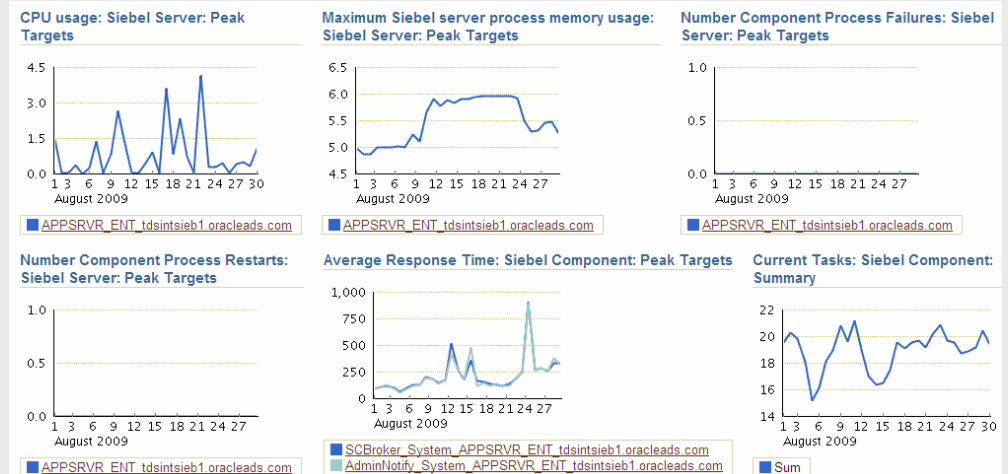 CPU usage: Siebel Server: Peak
Targets
4.5
3.0
1.5
0.0
1 3 6 9 12 15 18 21 24 27 30
August 2009
APPSRVR_ENT_tdsintsieb1.oracleads.com
Maximum Siebel server process memory usage:
Siebel Server: Peak Targets
6.5
6.0
5.5
5.0
4.5
1 3 6 9 12 15 18 21 24 27
August 2009
APPSRVR_ENT_tdsintsieb1.oracleads.com
Number Component Process Failures: Siebel
Server: Peak Targets
1.0
0.5
0.0
1 3 6 9 12 15 18 21 24 27
August 2009
APPSRVR_ENT_tdsintsieb1.oracleads.com
Number Component Process Restarts:
Siebel Server: Peak Targets
1.0
0.5
0.0
1 3 6 9 12 15 18 21 24 27
August 2009
APPSRVR_ENT_tdsintsieb1.oracleads.com
Average Response Time: Siebel Component: Peak Targets
1,000
750
500
250
0
1 3 6 9 12 15 18 21 24 27
August 2009
SCBroker_System_APPSRVR_ENT_tdsintsieb1.oracleads.com
AdminNotify_System_APPSRVR_ENT_tdsintsieb1.oracleads.com
Current Tasks: Siebel Component:
Summary
22
20
18
16
14
1 3 6 9 12 15 18 21 24 27 30
August 2009
Sum